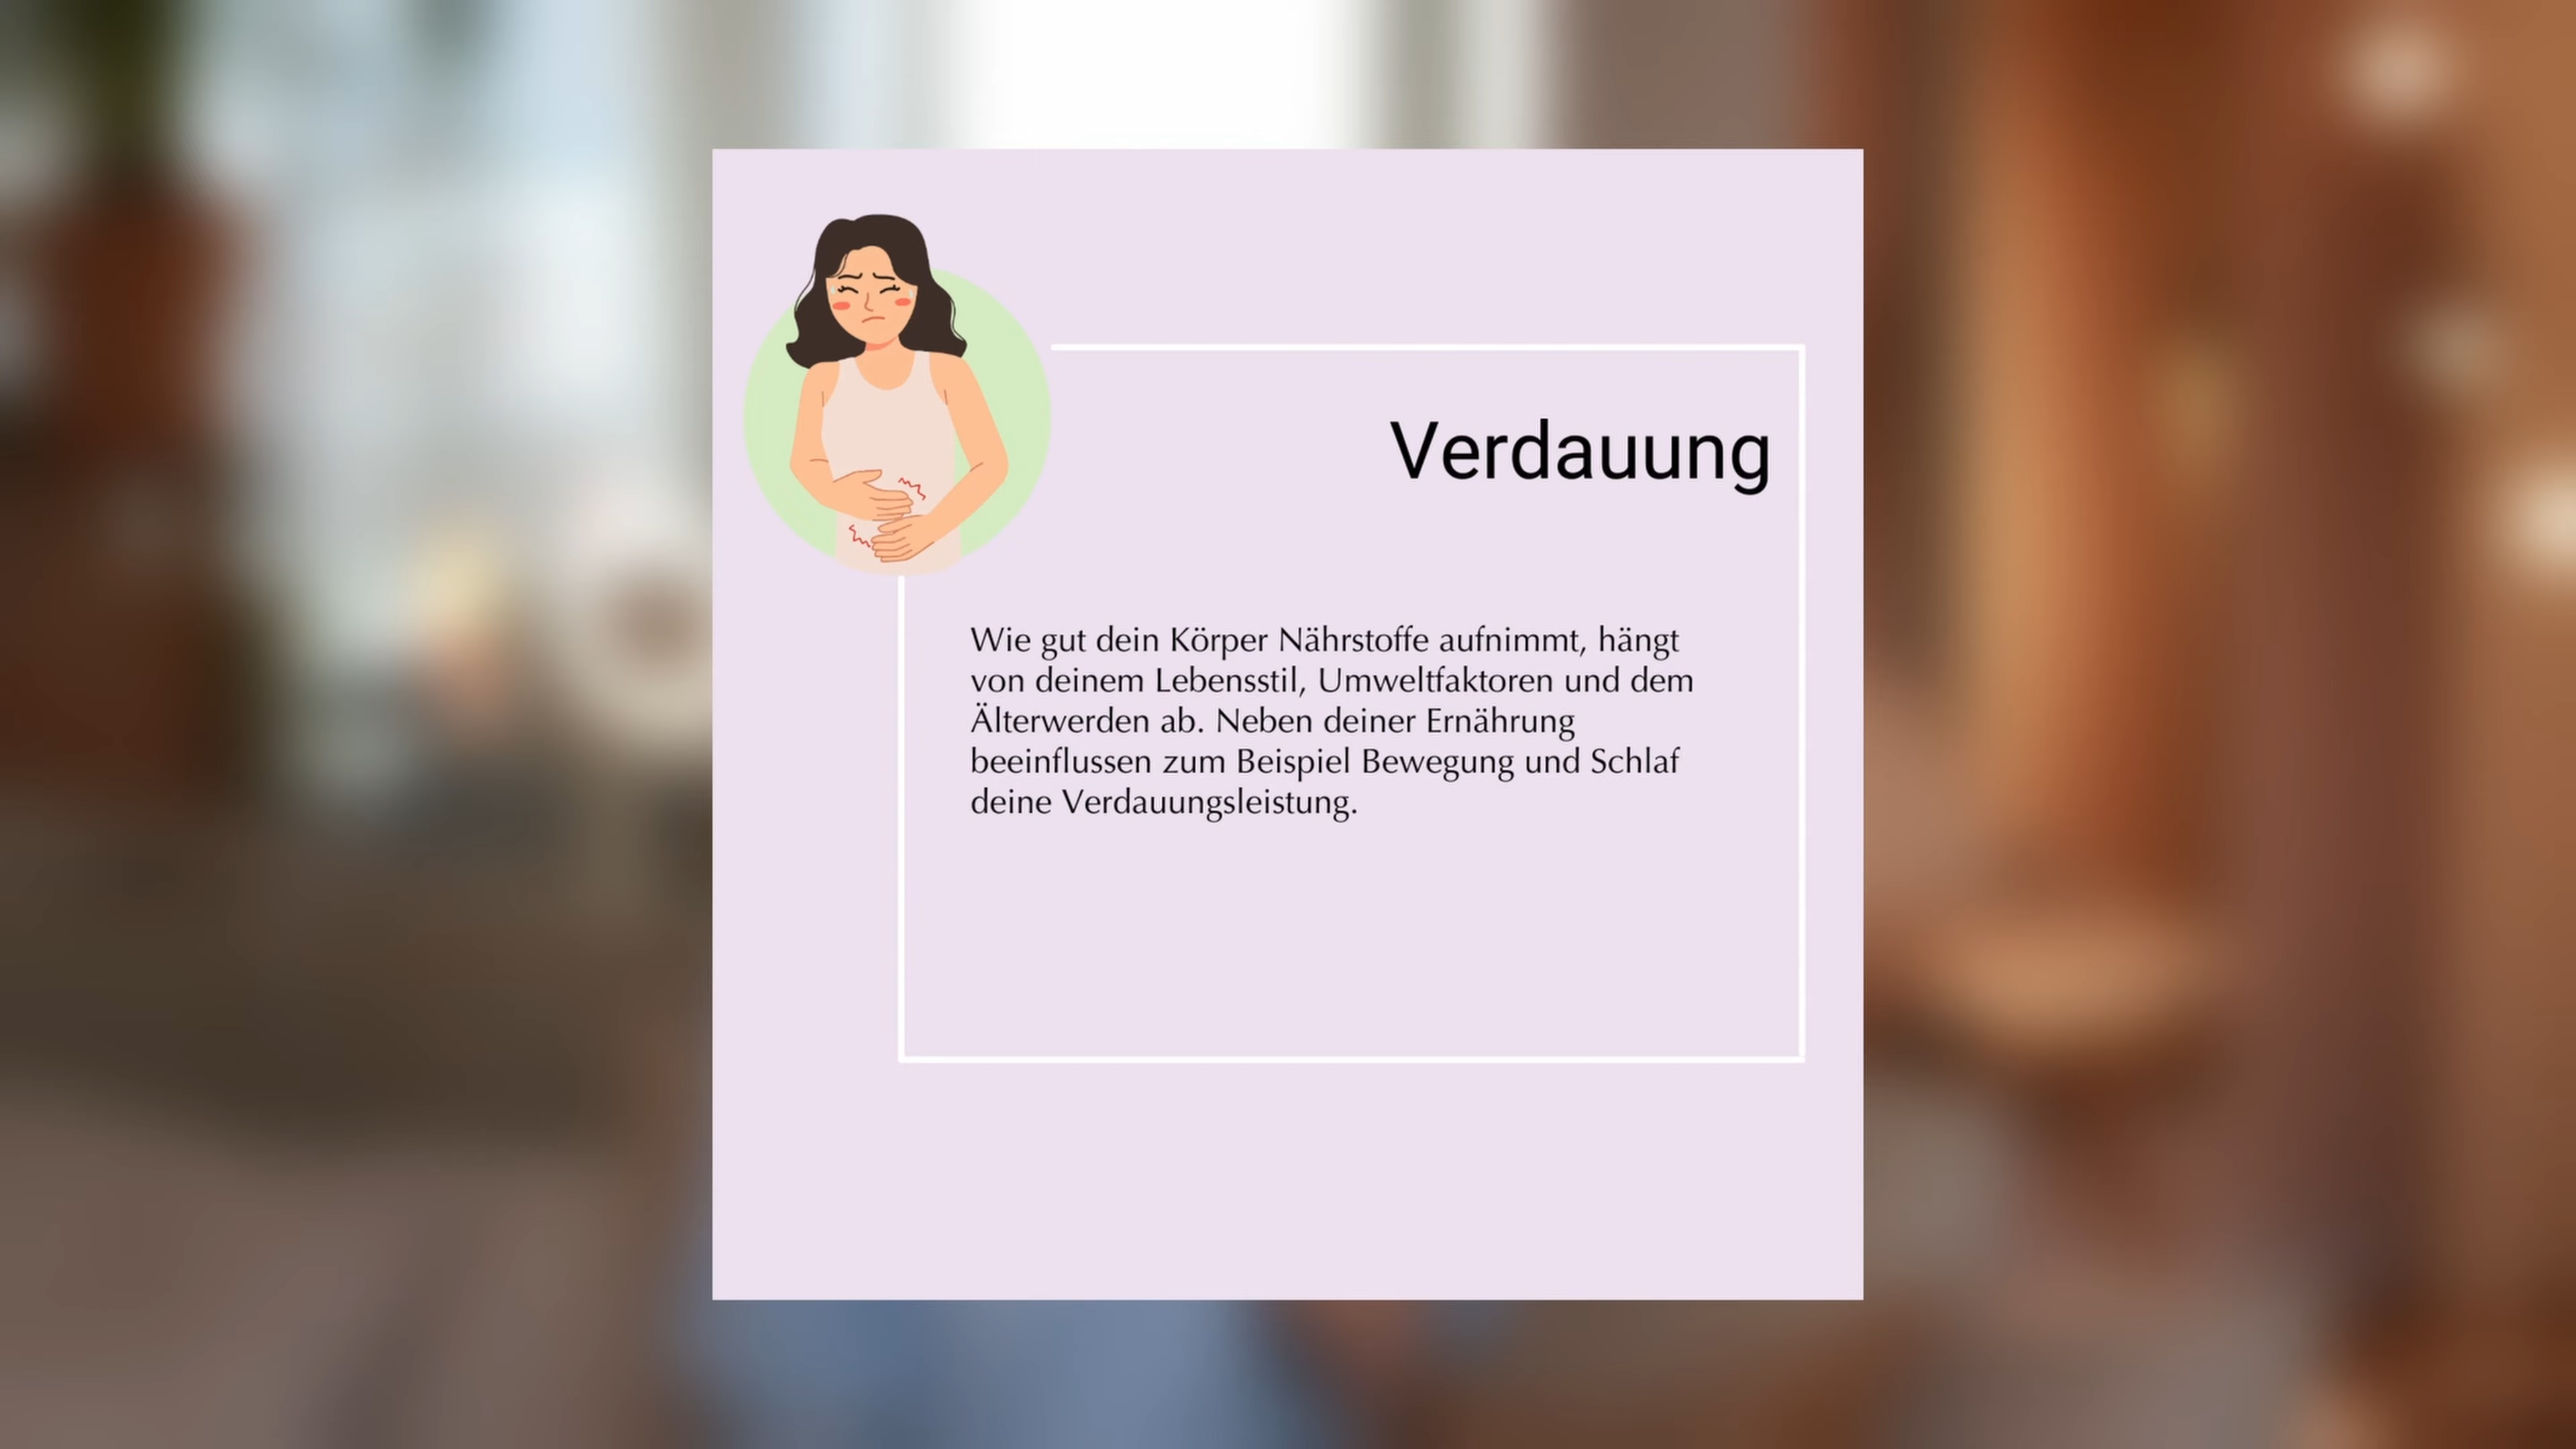 Verdauung
Wie gut dein Körper Nährstoffe aufnimmt, hängt
von deinem Lebensstil, Umweltfaktoren und dem
Älterwerden ab. Neben deiner Ernährung
beeinflussen zum Beispiel Bewegung und Schlaf
deine Verdauungsleistung.